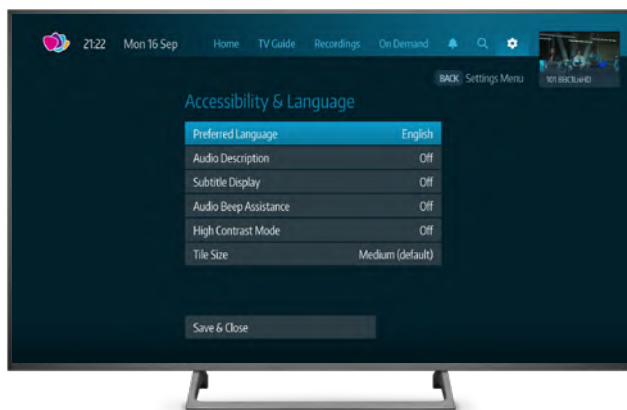 21:22 Mon 16 Sep Home TV Guide Recordings On Demand
BACK Settings Menu
101
Accessibility & Language
Preferred Language English
Audio Description Off
Subtitle Display Off
Audio Beep Assistance Off
High Contrast Mode Off
Tile Size Medium (default)
Save & Close